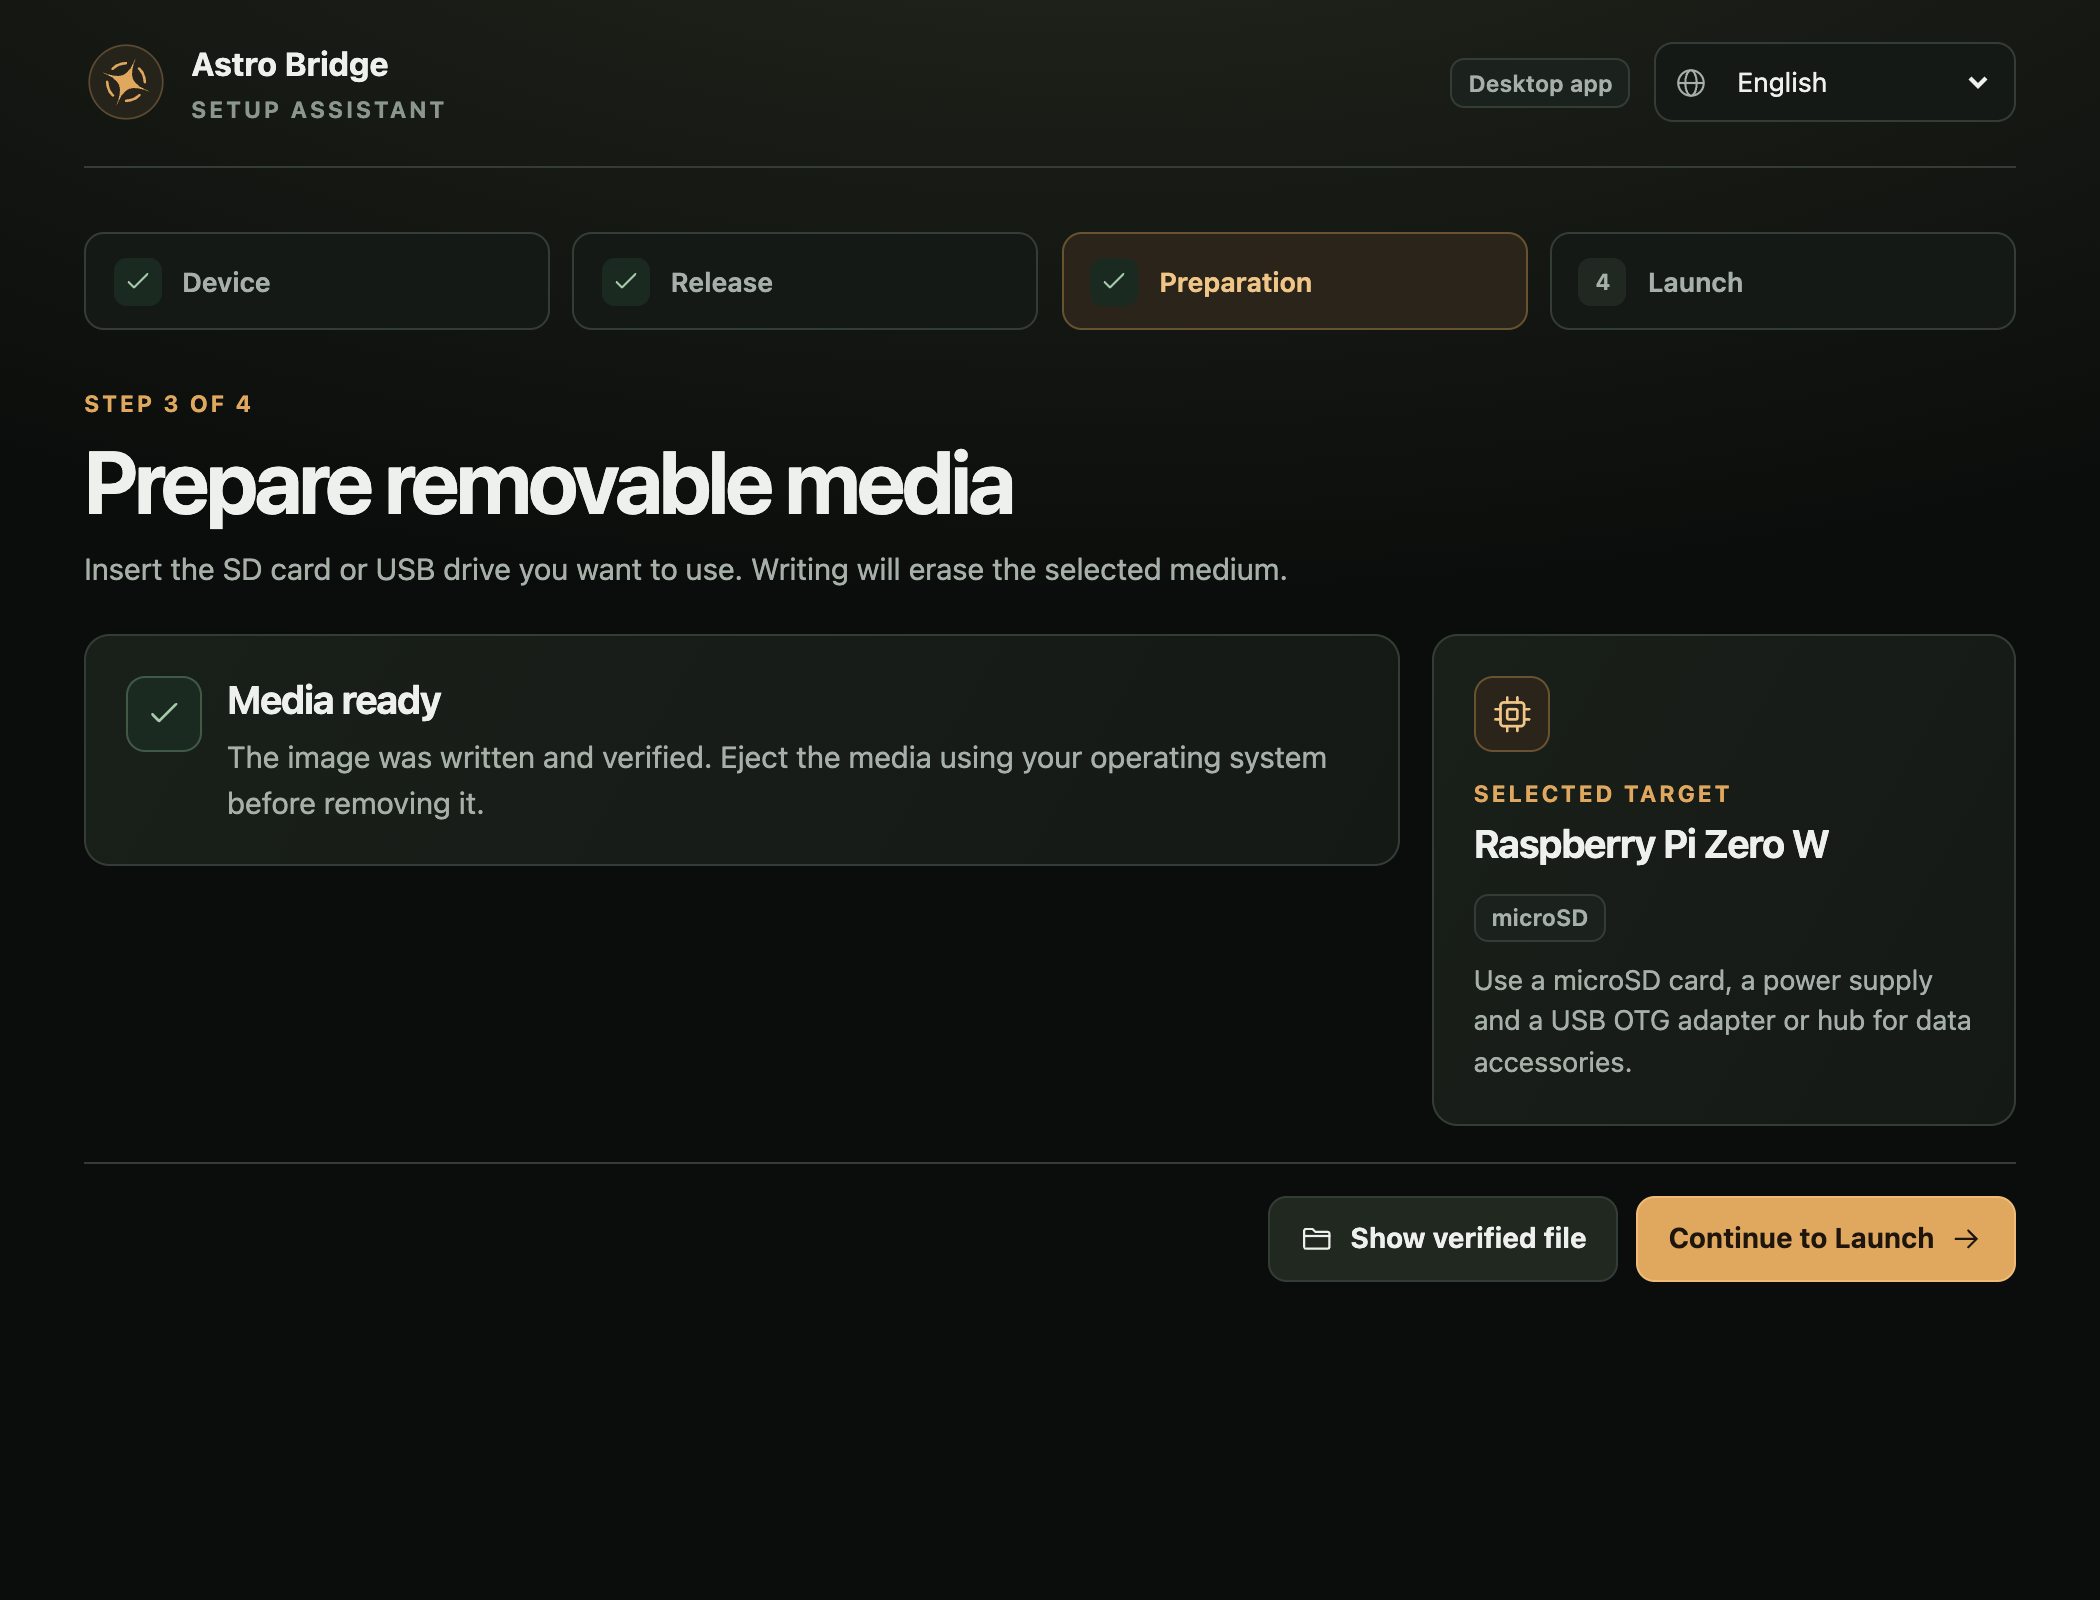 Astro Bridge
SETUP ASSISTANT
Desktop app
English
Device
Release
Preparation
4
Launch
STEP 3 OF 4
Prepare removable media
Insert the SD card or USB drive you want to use. Writing will erase the selected medium.
Media ready
The image was written and verified. Eject the media using your operating system
before removing it.
SELECTED TARGET
Raspberry Pi Zero W
microSD
Use a microSD card, a power supply
and a USB OTG adapter or hub for data
accessories.
Show verified file
Continue to Launch